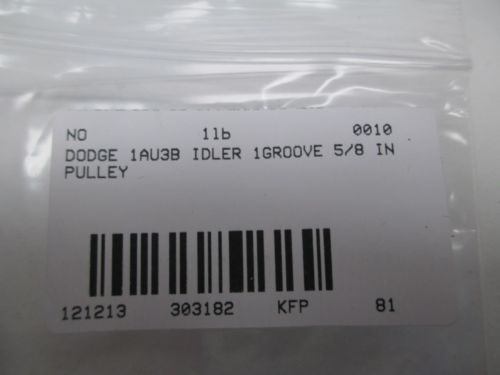 NO 1lb 0010
DODGE 1AU3B IDLER 1GROOVE 5/8 IN
PULLEY
121213 303182 KFP 81